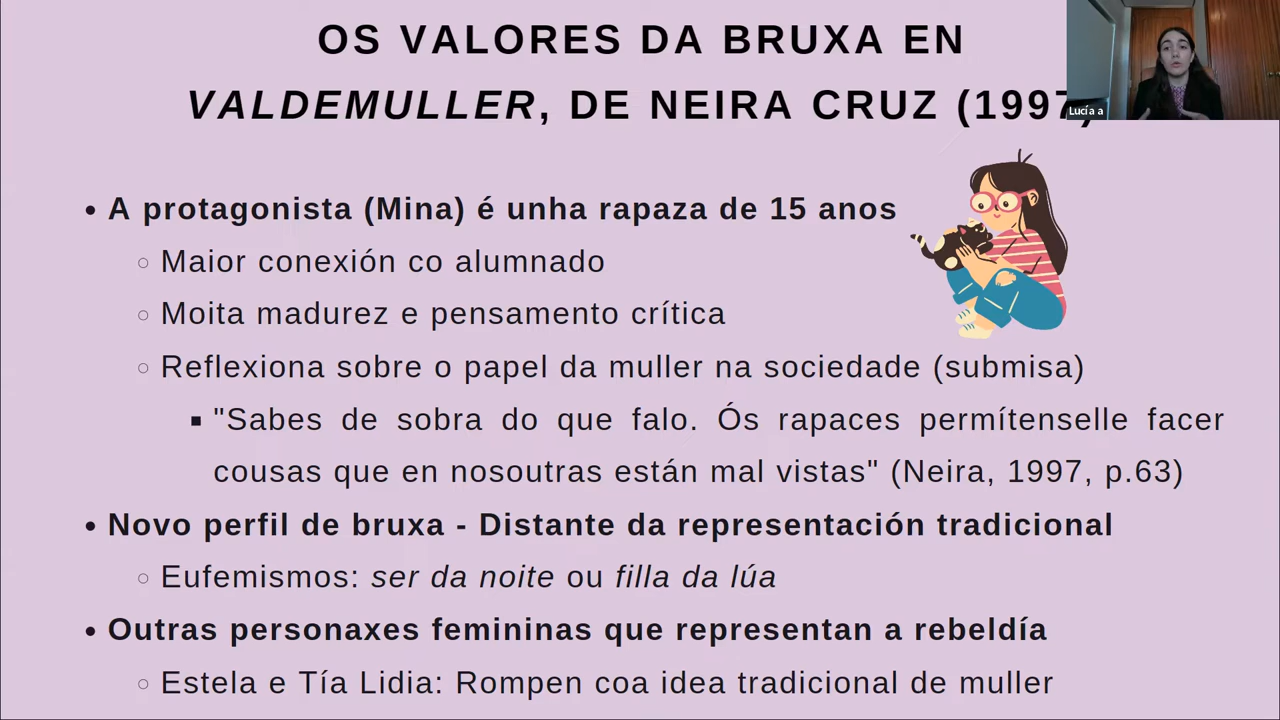 OS VALORES DA BRUXA EN
VALDEMULLER, DE NEIRA CRUZ (1997)
Lucía a
• A protagonista (Mina) é unha rapaza de 15 anos
○ Maior conexión co alumnado
○ Moita madurez e pensamento crítica
○ Reflexiona sobre o papel da muller na sociedade (submisa)
▪ "Sabes de sobra do que falo. Ós rapaces permítenselle facer
cousas que en nosoutras están mal vistas" (Neira, 1997, p.63)
• Novo perfil de bruxa - Distante da representación tradicional
○ Eufemismos: ser da noite ou filla da lúa
• Outras personaxes femininas que representan a rebeldía
○ Estela e Tía Lidia: Rompen coa idea tradicional de muller